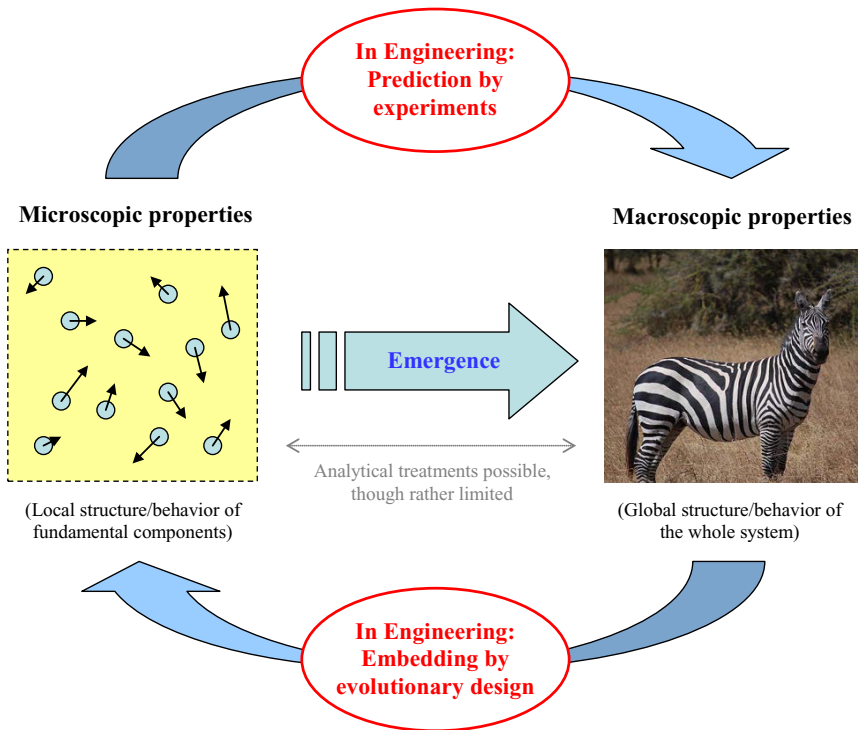 In Engineering:
Prediction by
experiments
Microscopic properties
Macroscopic properties
Emergence
Analytical treatments possible,
though rather limited
(Local structure/behavior of
fundamental components)
(Global structure/behavior of
the whole system)
In Engineering:
Embedding by
evolutionary design